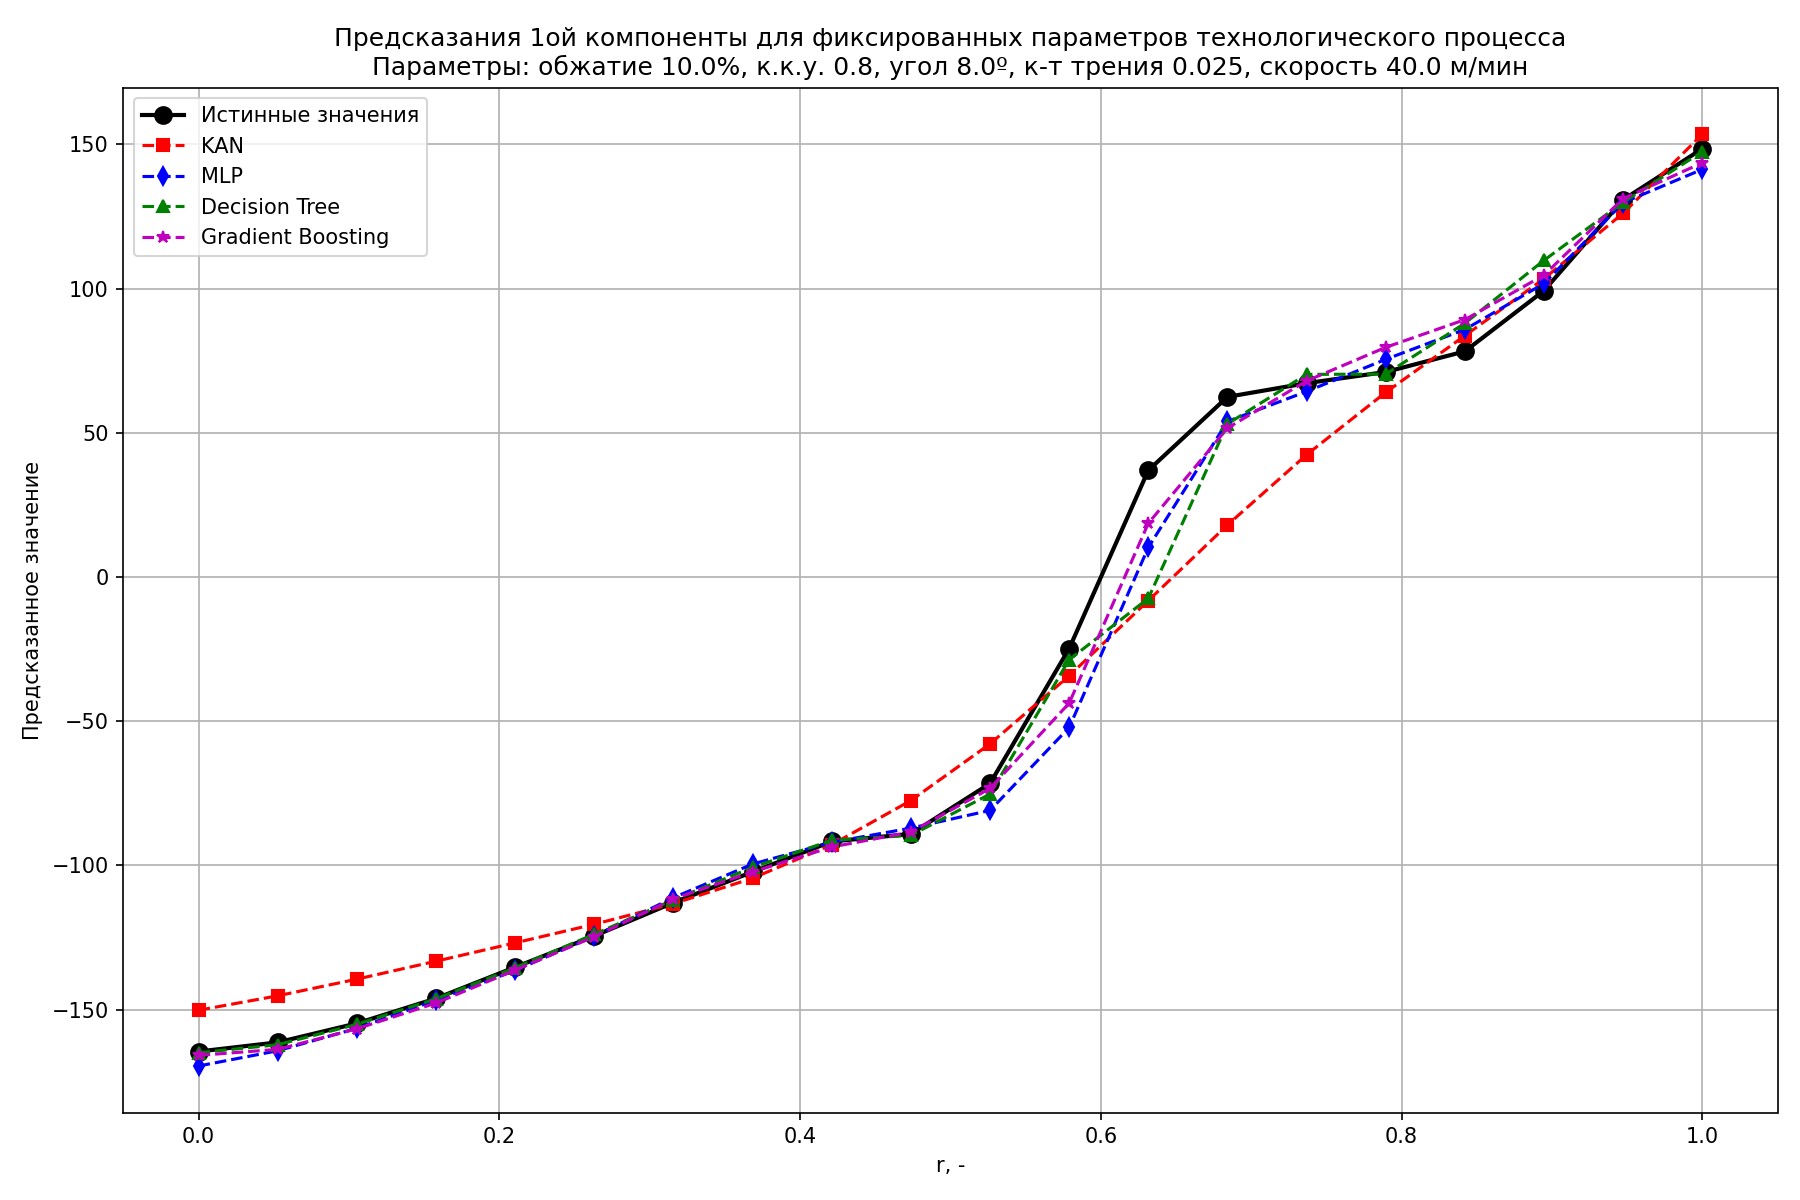 Предсказания 1ой компоненты для фиксированных параметров технологического процесса
Параметры: обжатие 10.0%, к.к.у. 0.8, угол 8.0º, к-т трения 0.025, скорость 40.0 м/мин
Истинные значения
KAN
MLP
Decision Tree
Gradient Boosting
Предсказанное значение
150
100
50
0
−50
−100
−150
0.0
0.2
0.4
0.6
0.8
1.0
r, -